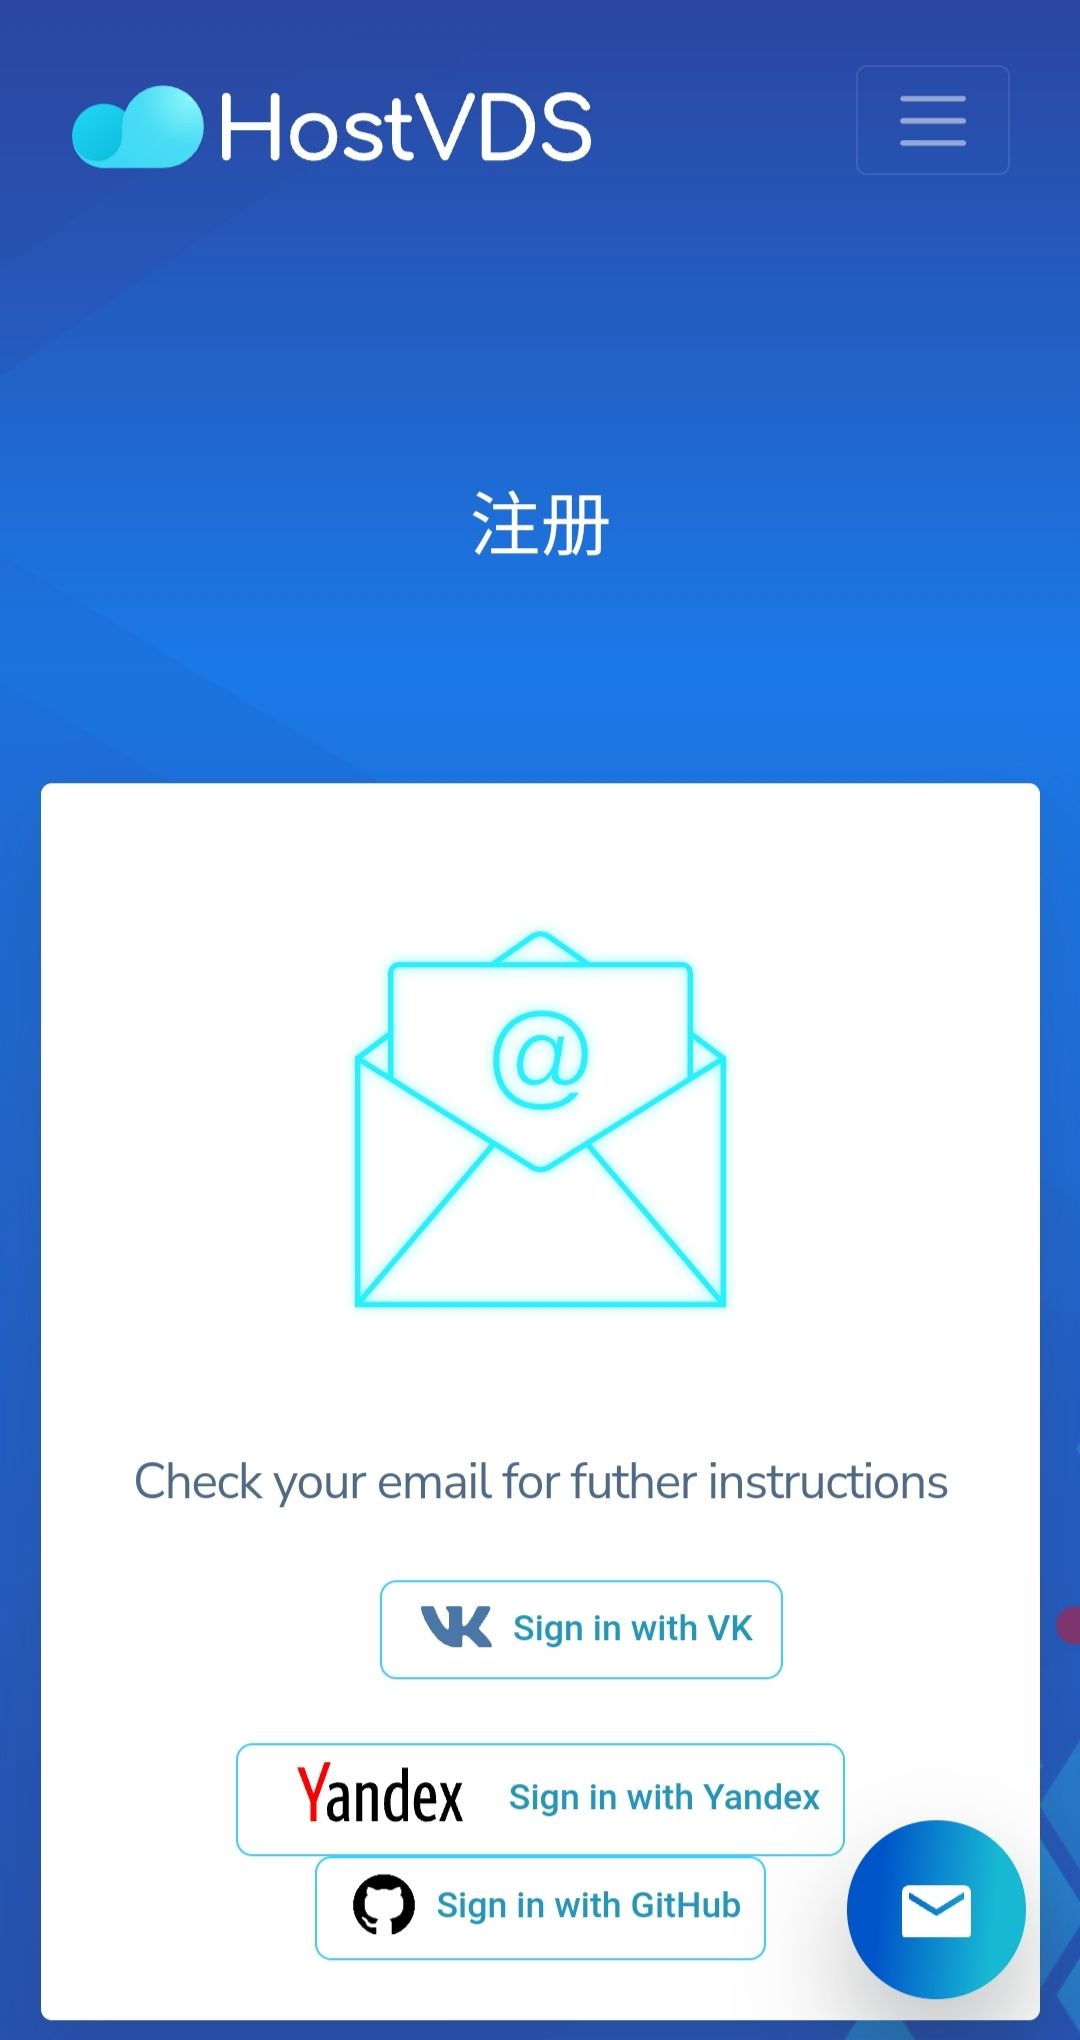 HostVDS
注册
@
Check your email for futher instructions
Sign in with VK
Yandex Sign in with Yandex
Sign in with GitHub